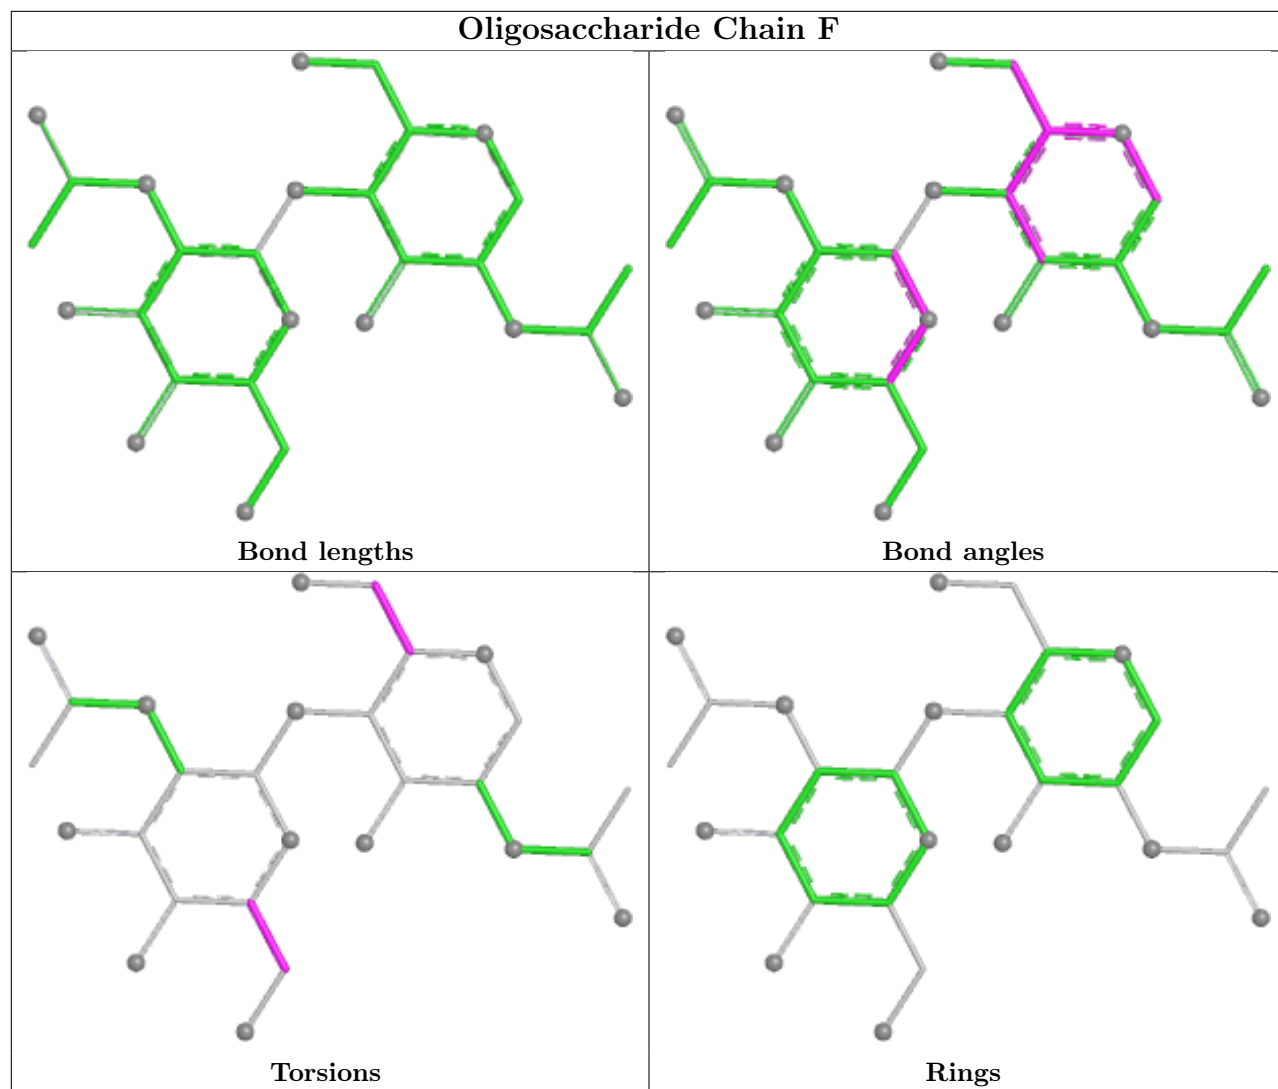 Oligosaccharide Chain F
Bond lengths
Bond angles
Torsions
Rings